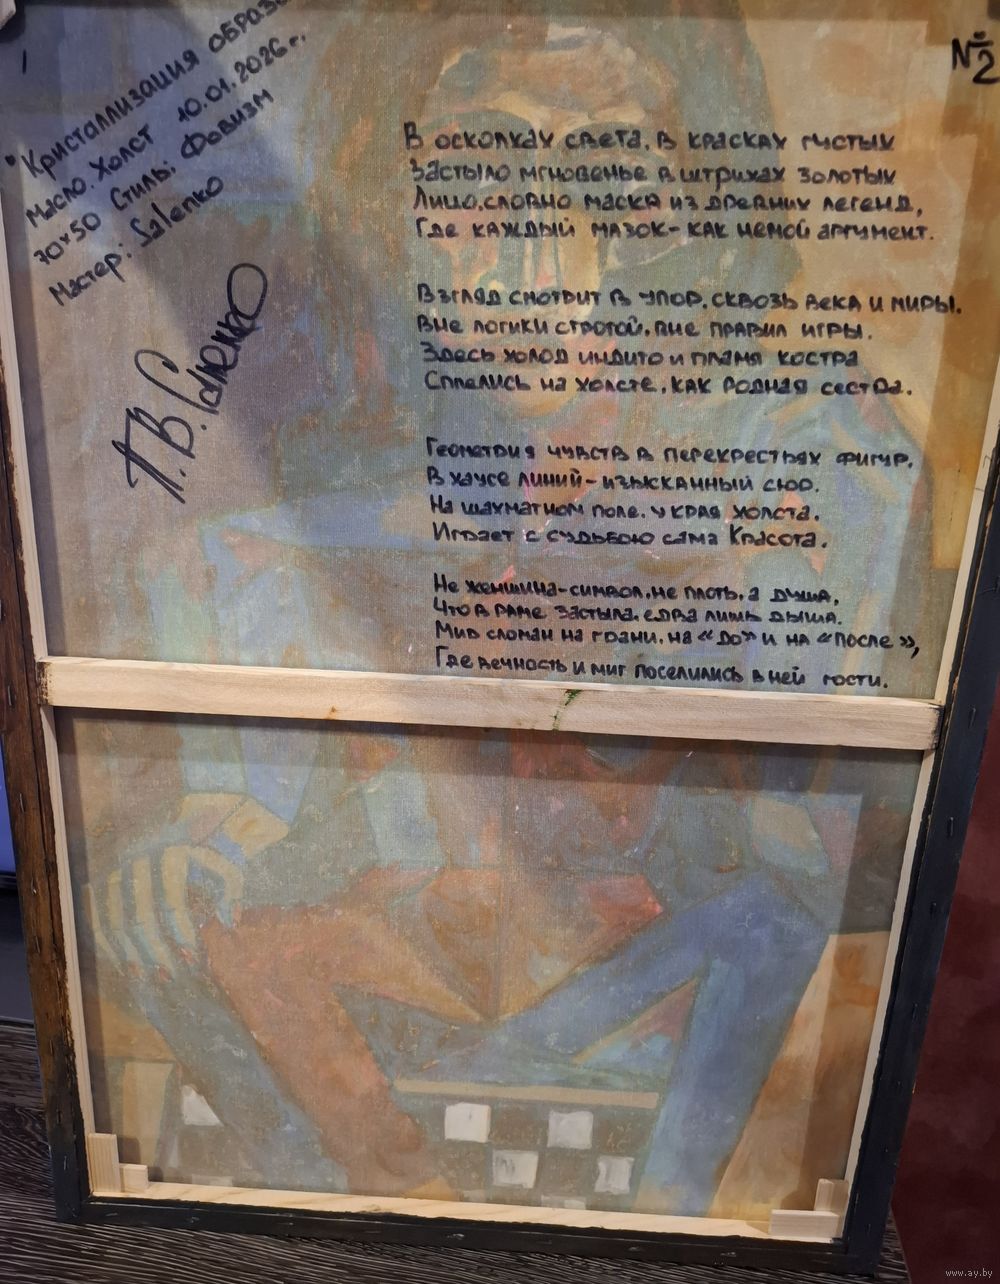 Кристаллизация образа
Масло. Холст 10.01.2026 г.
70×50 Стиль: Фовизм
Мастер: Salenko
№2
В осколках света, в красках густых
Застыло мгновенье в штрихах золотых
Лицо, словно маска из древних легенд,
Где каждый мазок - как немой аргумент.
Взгляд смотрит в упор, сквозь века и миры.
Вне логики строгой, вне правил игры.
Здесь холод индиго и пламя костра
Сплелись на холсте, как родная сестра.
Геометрия чувств в перекрестьях фигур,
В хаусе линий - изысканный сюр.
На шахматном поле, у края холста,
Играет с судьбою сама Красота.
Не женщина - символ, не плоть, а душа,
Что в раме застыла, едва лишь дыша.
Мир сломан на грани, на «до» и на «после»,
Где вечность и миг поселились в ней гости.
www.ay.by